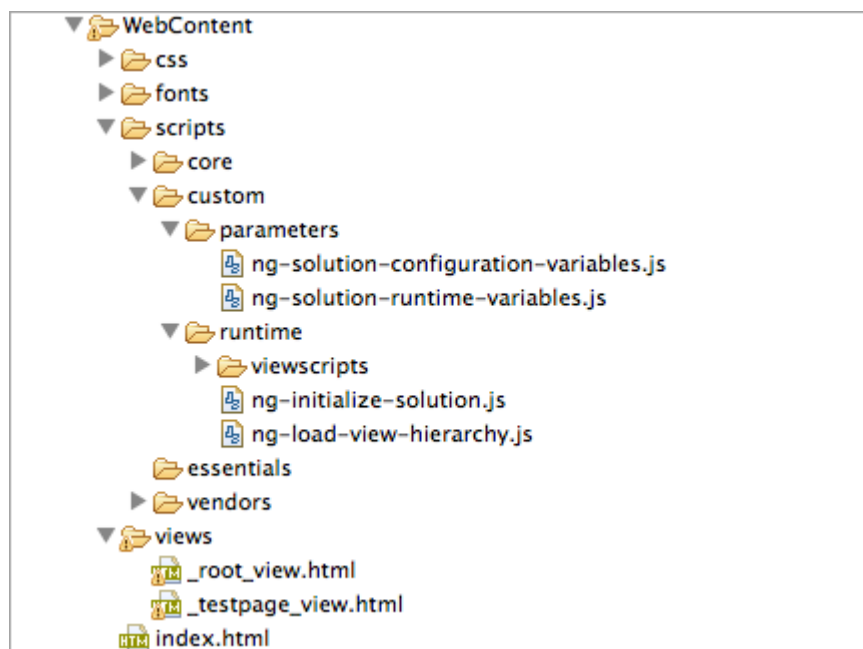 WebContent
css
fonts
scripts
core
custom
parameters
ng-solution-configuration-variables.js
ng-solution-runtime-variables.js
runtime
viewscripts
ng-initialize-solution.js
ng-load-view-hierarchy.js
essentials
vendors
views
_root_view.html
_testpage_view.html
index.html